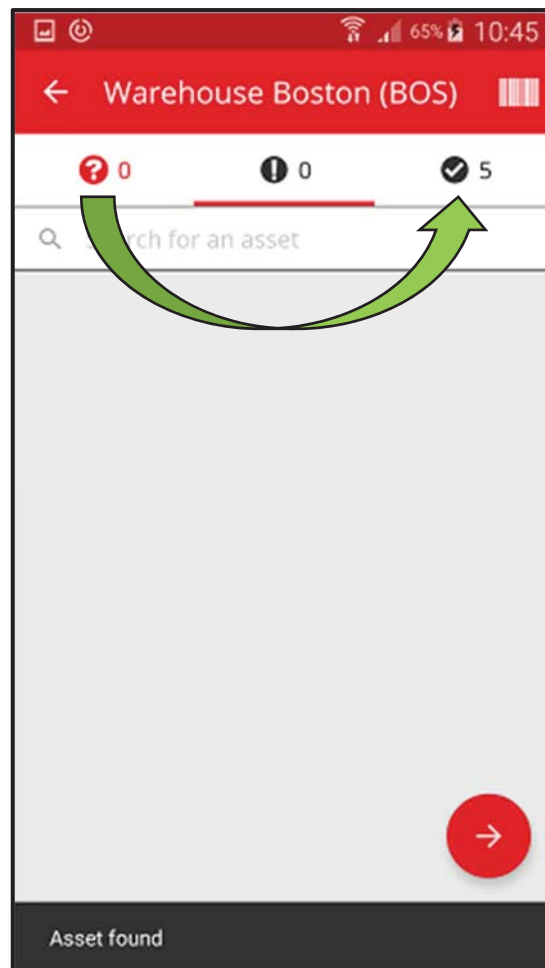 65% 10:45
Warehouse Boston (BOS)
0 0 5
rch for an asset
Asset found